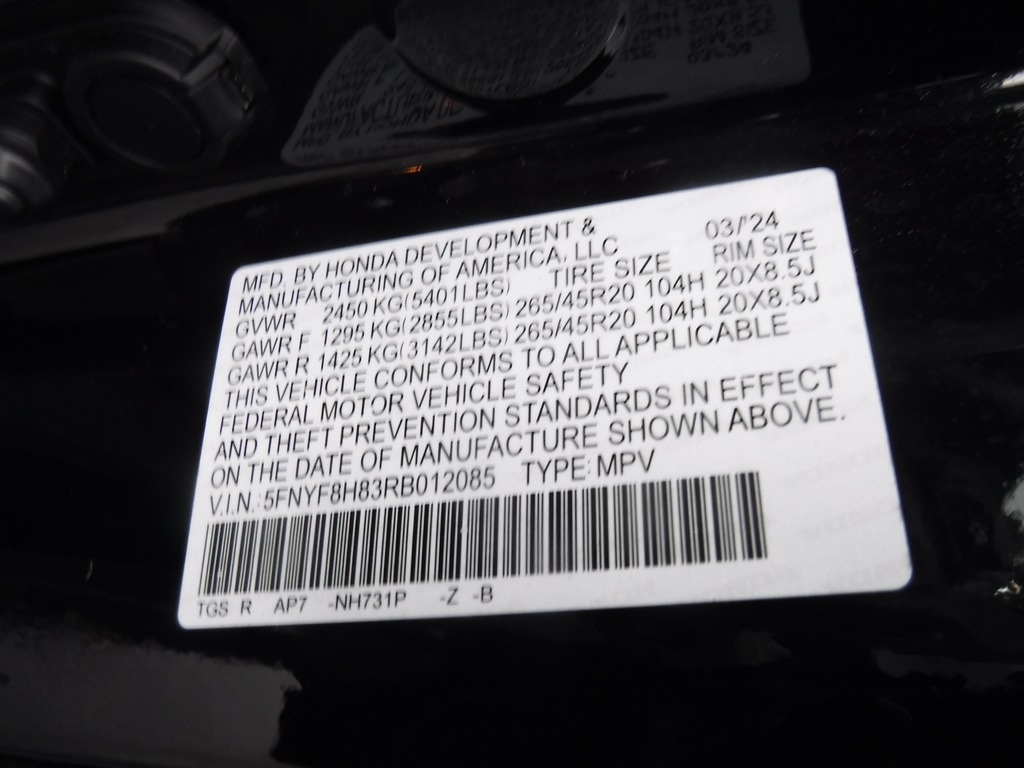 MFD. BY HONDA DEVELOPMENT & 03/24
MANUFACTURING OF AMERICA, LLC
GVWR 2450 KG(5401LBS) TIRE SIZE RIM SIZE
GAWR F 1295 KG(2855LBS) 265/45R20 104H 20X8.5J
GAWR R 1425 KG(3142LBS) 265/45R20 104H 20X8.5J
THIS VEHICLE CONFORMS TO ALL APPLICABLE
FEDERAL MOTOR VEHICLE SAFETY
AND THEFT PREVENTION STANDARDS IN EFFECT
ON THE DATE OF MANUFACTURE SHOWN ABOVE.
V.I.N.: 5FNYF8H83RB012085 TYPE: MPV
TGS R AP7 -NH731P -Z -B